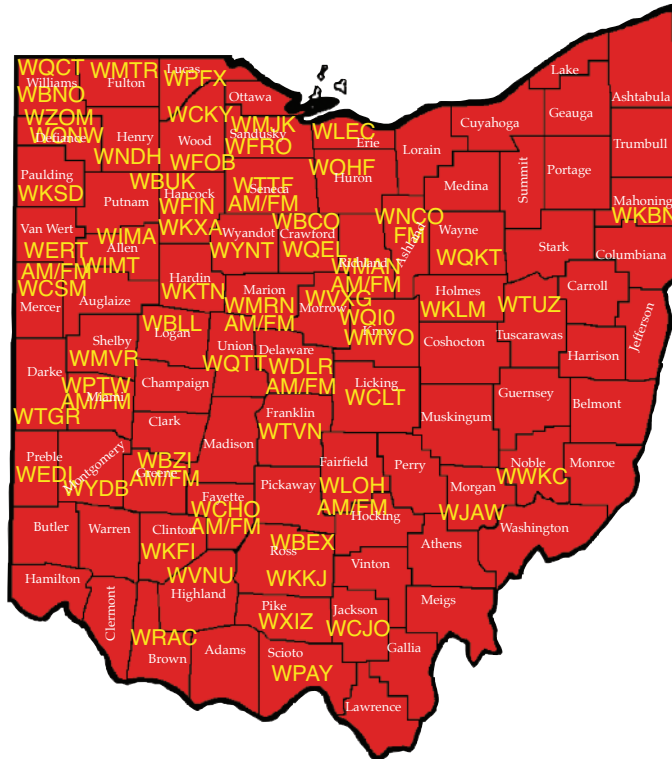 Lake
Lucas
WQCT
WMTR
WPFX
Williams
Fulton
Ottawa
Ashtabula
WBNO
Geauga
WZOM
WCKY
WMJK
WLEC
Cuyahoga
Defiance
WONW
Henry
Wood
Sandusky
Erie
Lorain
Trumbull
WNDH
WFOB
WFRO
WOHF
Summit
Portage
Paulding
WBUK
WTTF
Huron
Medina
WKSD
Putnam
Hancock
Seneca
Mahoning
WFIN
AM/FM
WNCO
WKBN
Van Wert
WIMA
WKXA
Wyandot
WBCO
Crawford
FM
Ashland
Wayne
Stark
Columbiana
WERT
Allen
WYNT
WQEL
Richland
WQKT
AM/FM
WIMT
Hardin
WMAN
WCSM
WKTN
Marion
AM/FM
Holmes
Carroll
Mercer
Auglaize
WMRN
WVXG
WKLM
WTUZ
AM/FM
Morrow
WQI0
Jefferson
WBLL
Knox
Shelby
Logan
Union
Delaware
WMVO
Coshocton
Tuscarawas
WMVR
WQTT
WDLR
Harrison
Darke
WPTW
Champaign
AM/FM
Licking
Guernsey
Miami
AM/FM
WCLT
Belmont
WTGR
Clark
Franklin
Muskingum
WTVN
Preble
Montgomery
WBZI
Madison
Fairfield
Perry
Noble
Monroe
WEDI
Greene
AM/FM
Pickaway
WLOH
Morgan
WWKC
WYDB
Fayette
WCHO
AM/FM
WJAW
Butler
Warren
Clinton
AM/FM
Hocking
Washington
WKFI
WBEX
Athens
Ross
Vinton
Hamilton
WVNU
WKKJ
Clermont
Highland
Meigs
Pike
Jackson
WXIZ
WCJO
WRAC
Gallia
Brown
Adams
Scioto
WPAY
Lawrence